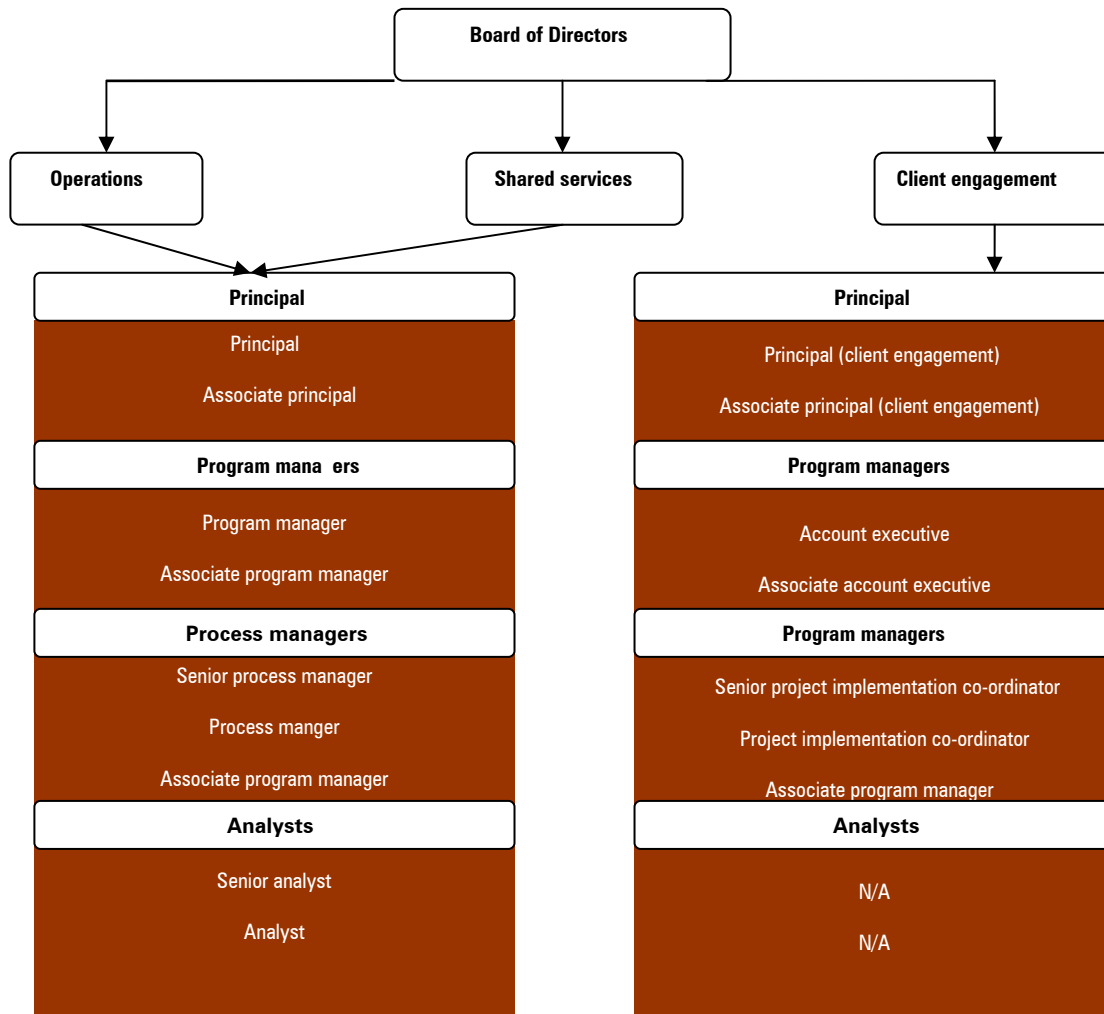 Board of Directors
Operations
Shared services
Client engagement
Principal
Principal
Associate principal
Program mana ers
Program manager
Associate program manager
Process managers
Senior process manager
Process manger
Associate program manager
Analysts
Senior analyst
Analyst
Principal
Principal (client engagement)
Associate principal (client engagement)
Program managers
Account executive
Associate account executive
Program managers
Senior project implementation co-ordinator
Project implementation co-ordinator
Associate program manager
Analysts
N/A
N/A